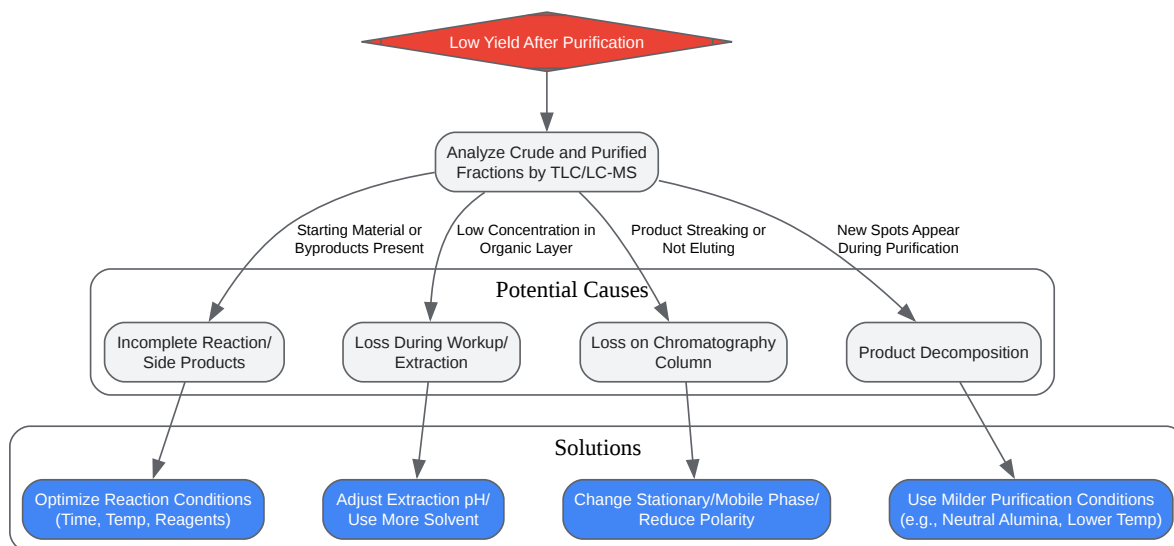 Low Yield After Purification
Analyze Crude and Purified
Fractions by TLC/LC-MS
Starting Material or
Byproducts Present
Low Concentration in
Organic Layer
Product Streaking or
Not Eluting
New Spots Appear
During Purification
Potential Causes
Incomplete Reaction/
Side Products
Loss During Workup/
Extraction
Loss on Chromatography
Column
Product Decomposition
Solutions
Optimize Reaction Conditions
(Time, Temp, Reagents)
Adjust Extraction pH/
Use More Solvent
Change Stationary/Mobile Phase/
Reduce Polarity
Use Milder Purification Conditions
(e.g., Neutral Alumina, Lower Temp)